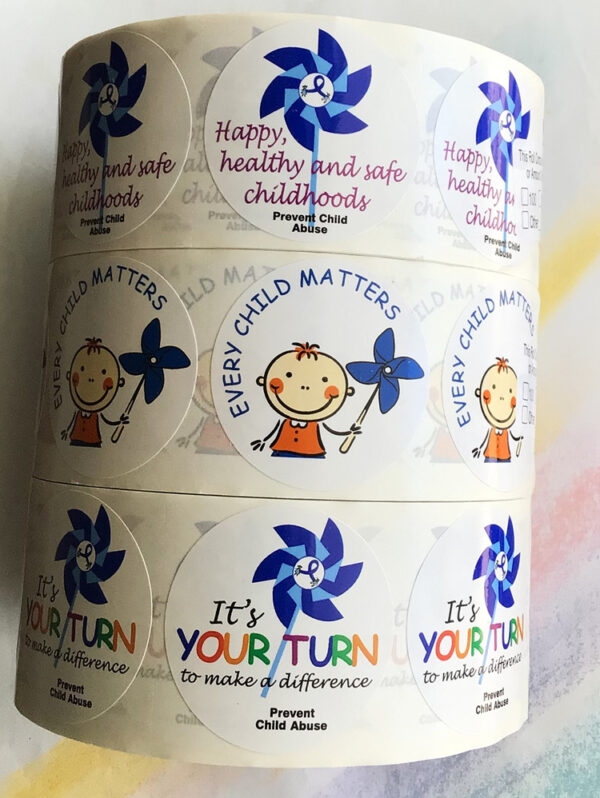 Happy,
healthy and safe
childhoods
Prevent Child
Abuse
Happy,
healthy and safe
childhoods
Prevent Child
Abuse
Happy,
healthy
Prevent Child
Abuse
EVERY CHILD MATTERS
EVERY CHILD MATTERS
EVERY CHILD MATTERS
It's
YOUR TURN
to make a difference
Prevent
Child Abuse
It's
YOUR TURN
to make a difference
Prevent
Child Abuse
It's
YOUR TURN
to make a difference
Prevent
Child Abuse